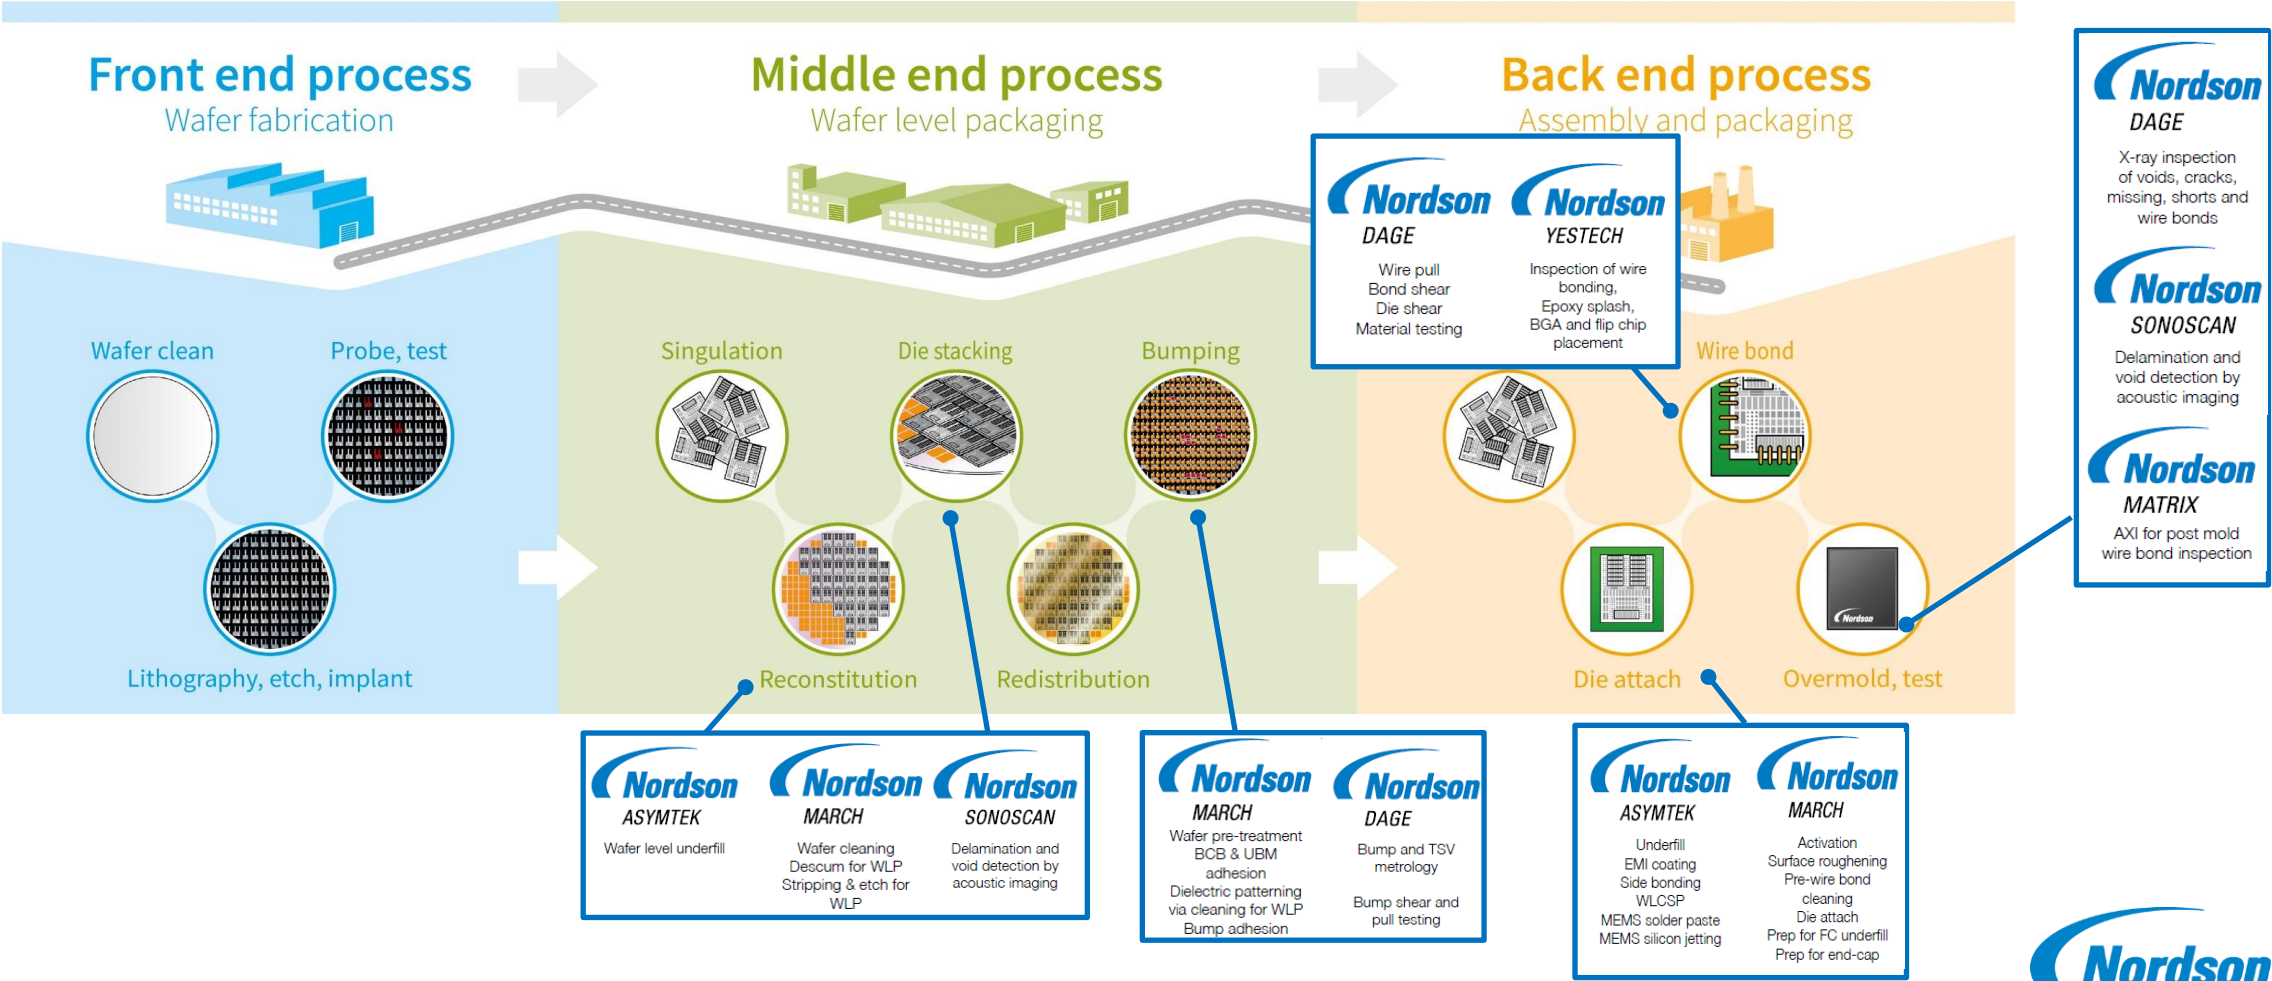 Front end process
Wafer fabrication
Middle end process
Wafer level packaging
Back end process
Assembly and packaging
Wafer clean
Probe, test
Lithography, etch, implant
Singulation
Die stacking
Bumping
Reconstitution
Redistribution
Wire bond
Die attach
Overmold, test
Nordson
Nordson
DAGE
Wire pull
Bond shear
Die shear
Material testing
Nordson
YESTECH
Inspection of wire
bonding,
Epoxy splash,
BGA and flip chip
placement
Nordson
DAGE
X-ray inspection
of voids, cracks,
missing, shorts and
wire bonds
Nordson
SONOSCAN
Delamination and
void detection by
acoustic imaging
Nordson
MATRIX
AXI for post mold
wire bond inspection
Nordson
ASYMTEK
Wafer level underfill
Nordson
MARCH
Wafer cleaning
Descum for WLP
Stripping & etch for
WLP
Nordson
SONOSCAN
Delamination and
void detection by
acoustic imaging
Nordson
MARCH
Wafer pre-treatment
BCB & UBM
adhesion
Dielectric patterning
via cleaning for WLP
Bump adhesion
Nordson
DAGE
Bump and TSV
metrology
Bump shear and
pull testing
Nordson
ASYMTEK
Underfill
EMI coating
Side bonding
WLCSP
MEMS solder paste
MEMS silicon jetting
Nordson
MARCH
Activation
Surface roughening
Pre-wire bond
cleaning
Die attach
Prep for FC underfill
Prep for end-cap
Nordson